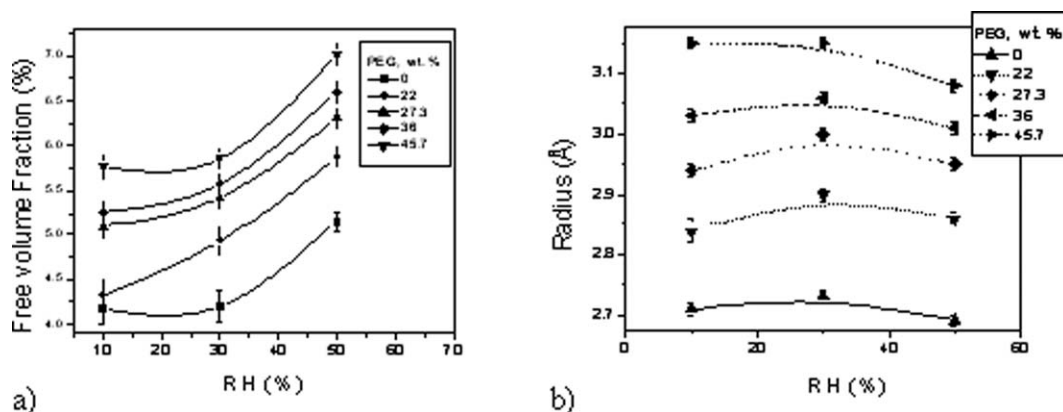 7.0
6.5
6.0
5.5
5.0
4.5
4.0
Free volume Fraction (%)
10 20 30 40 50 60 70
RH (%)
PEG, wt. %
0
22
27.3
36
45.7
a)
3.1
3.0
2.9
2.8
2.7
Radius (Å)
0 20 40 60
RH (%)
PEG, wt. %
0
22
27.3
36
45.7
b)